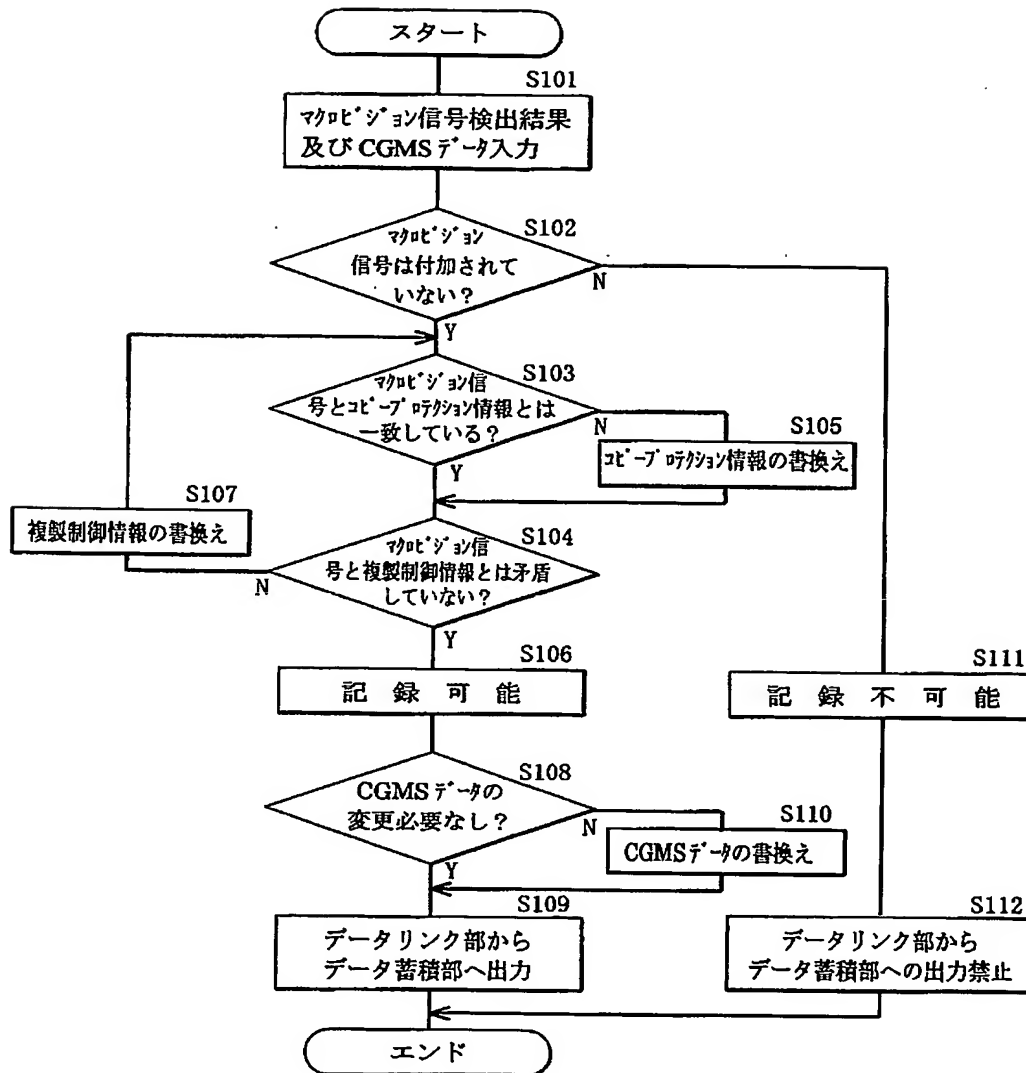 スタート
S101
マクロビジョン信号検出結果
及びCGMSデータ入力
S102
マクロビジョン
信号は付加されて
いない?
N
Y
S103
マクロビジョン信
号とコピープロテクション情報とは
一致している?
N
Y
S105
コピープロテクション情報の書換え
S107
複製制御情報の書換え
S104
マクロビジョン信
号と複製制御情報とは矛盾
していない?
N
Y
S106
記録可能
S111
記録不可能
S108
CGMSデータの
変更必要なし?
N
Y
S110
CGMSデータの書換え
S109
データリンク部から
データ蓄積部へ出力
S112
データリンク部から
データ蓄積部への出力禁止
エンド